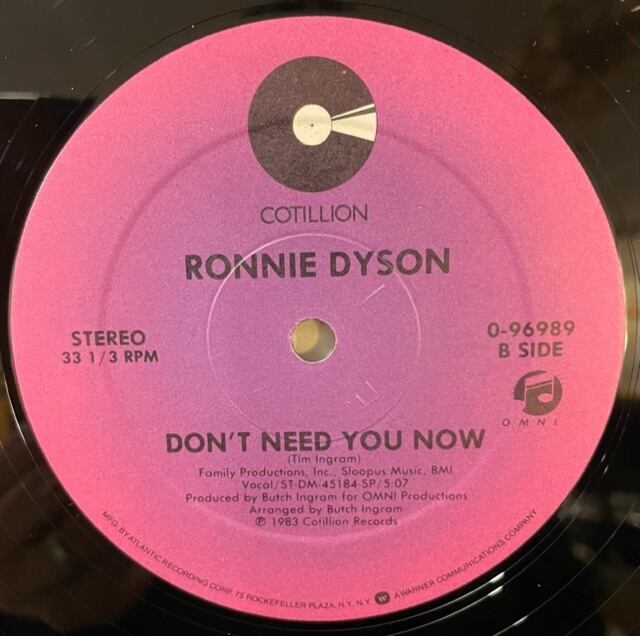 COTILLION
RONNIE DYSON
STEREO
33 1/3 RPM
0-96989
B SIDE
OMNI
DON'T NEED YOU NOW
(Tim Ingram)
Family Productions, Inc., Sloopus Music, BMI
Vocal/ST-DM-45184-SP/5:07
Produced by Butch Ingram for OMNI Productions
Arranged by Butch Ingram
℗ 1983 Cotillion Records
MFG. BY ATLANTIC RECORDING CORP. 75 ROCKEFELLER PLAZA, N.Y. N.Y. A WARNER COMMUNICATIONS COMPANY